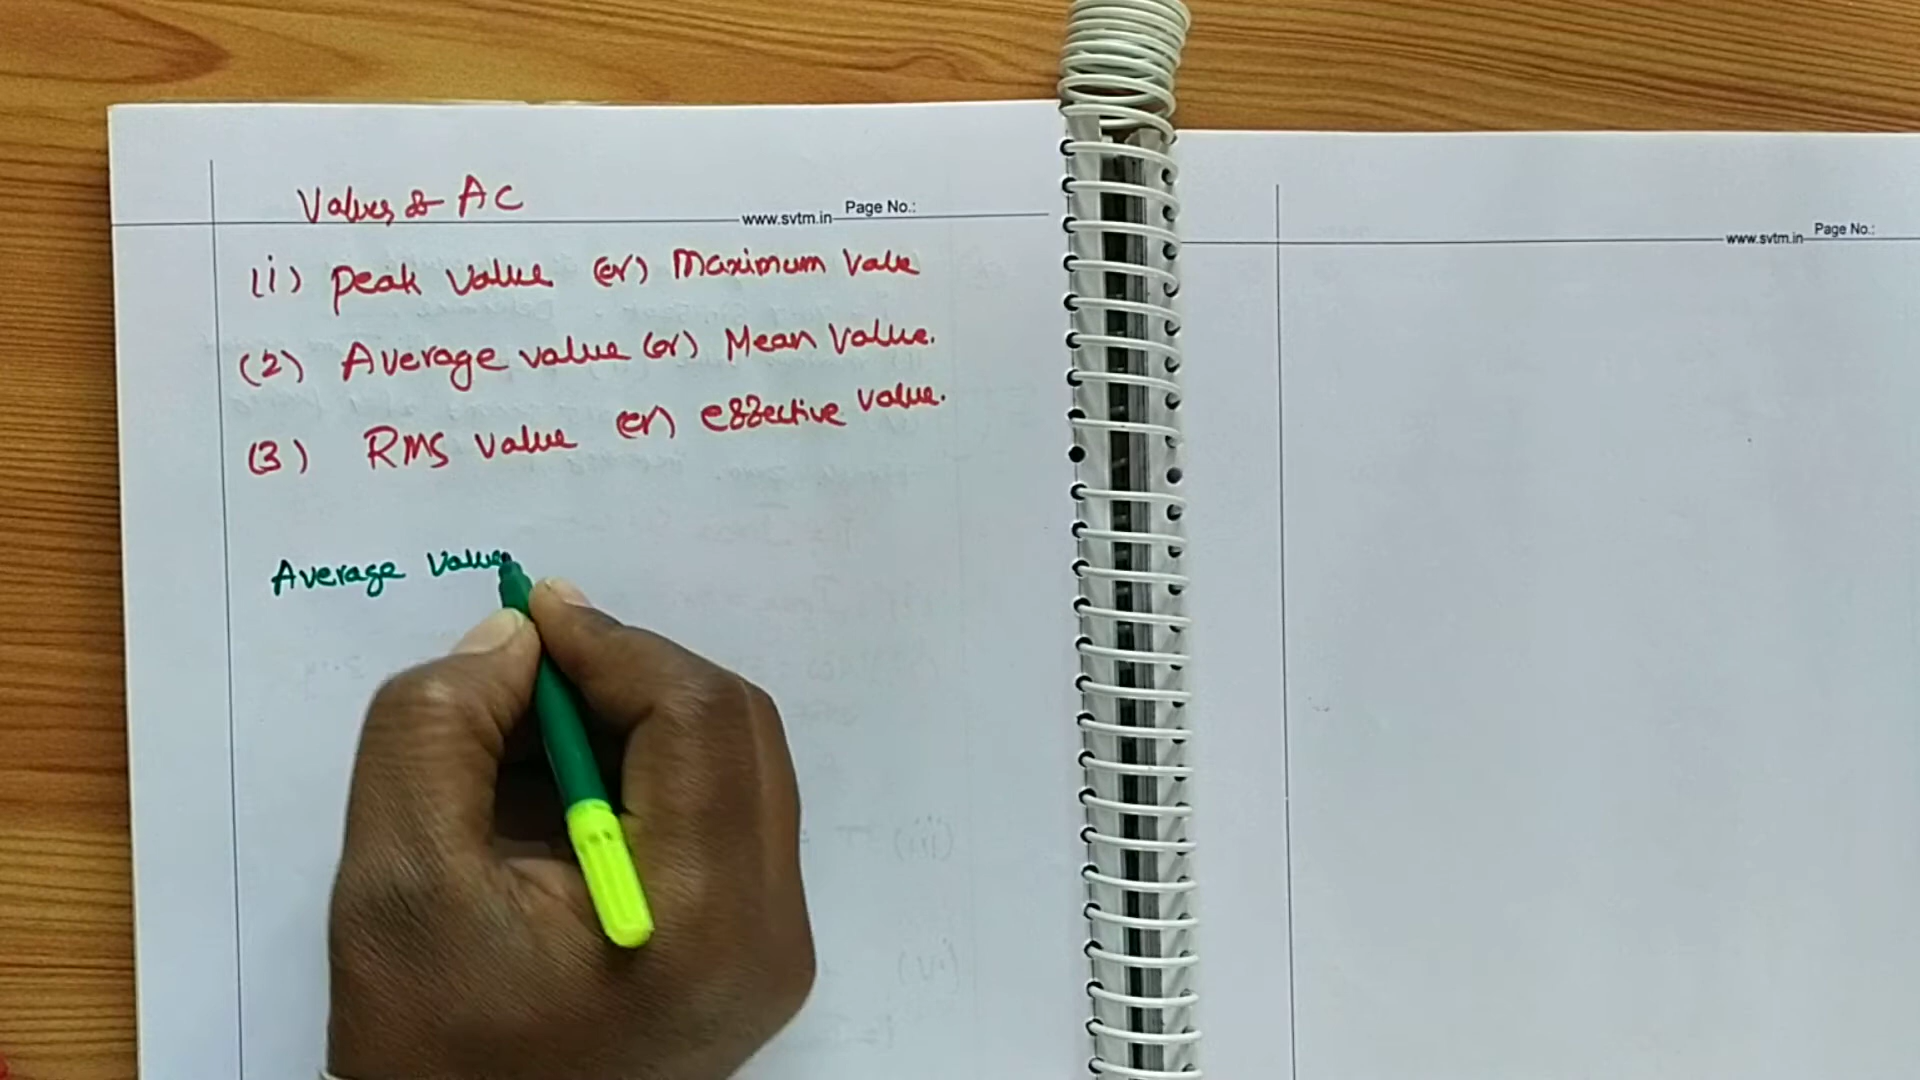 Values of AC
www.svtm.in Page No.:
(i) Peak Value (or) Maximum Value
(2) Average value (or) Mean Value.
(3) RMS Value (or) effective Value.
Average Value
www.svtm.in Page No.: